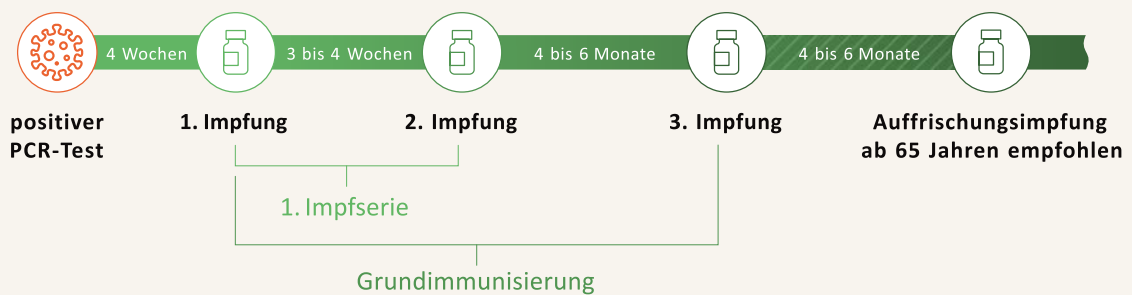 4 Wochen
3 bis 4 Wochen
4 bis 6 Monate
4 bis 6 Monate
positiver
PCR-Test
1. Impfung
2. Impfung
3. Impfung
Auffrischungsimpfung
ab 65 Jahren empfohlen
1. Impfserie
Grundimmunisierung